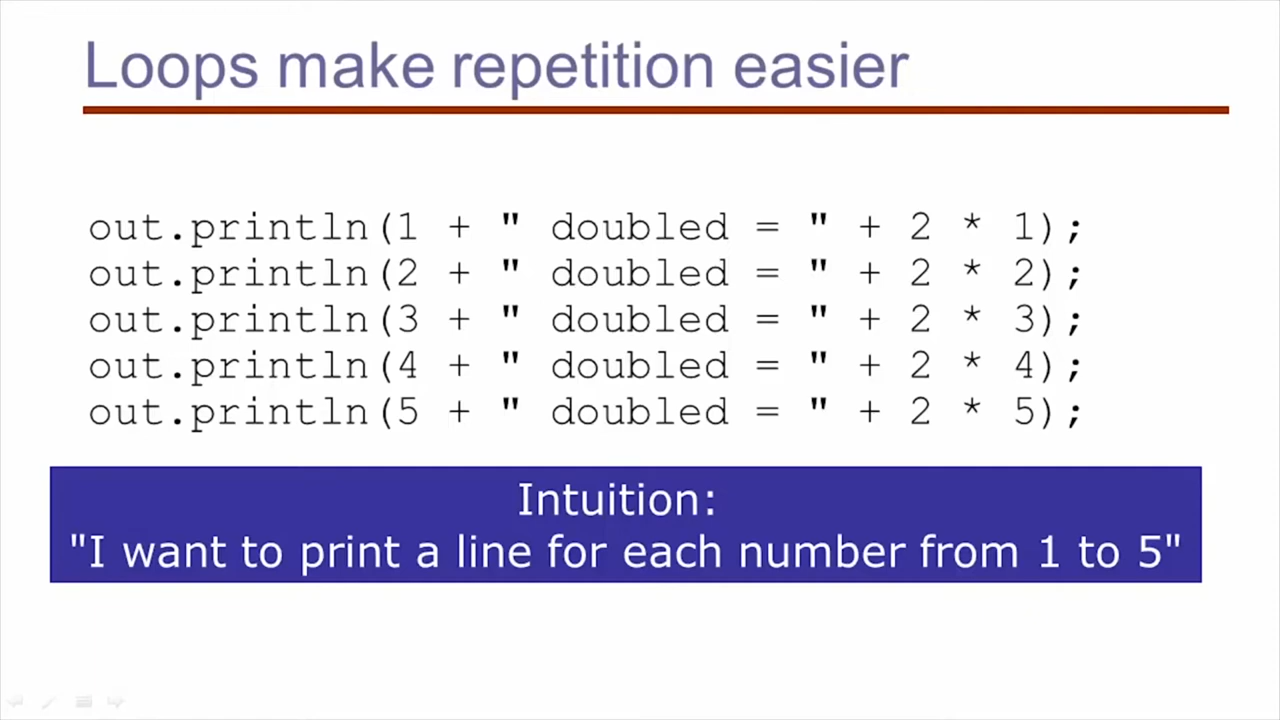 Loops make repetition easier
out.println(1 + " doubled = " + 2 * 1);
out.println(2 + " doubled = " + 2 * 2);
out.println(3 + " doubled = " + 2 * 3);
out.println(4 + " doubled = " + 2 * 4);
out.println(5 + " doubled = " + 2 * 5);
Intuition:
"I want to print a line for each number from 1 to 5"